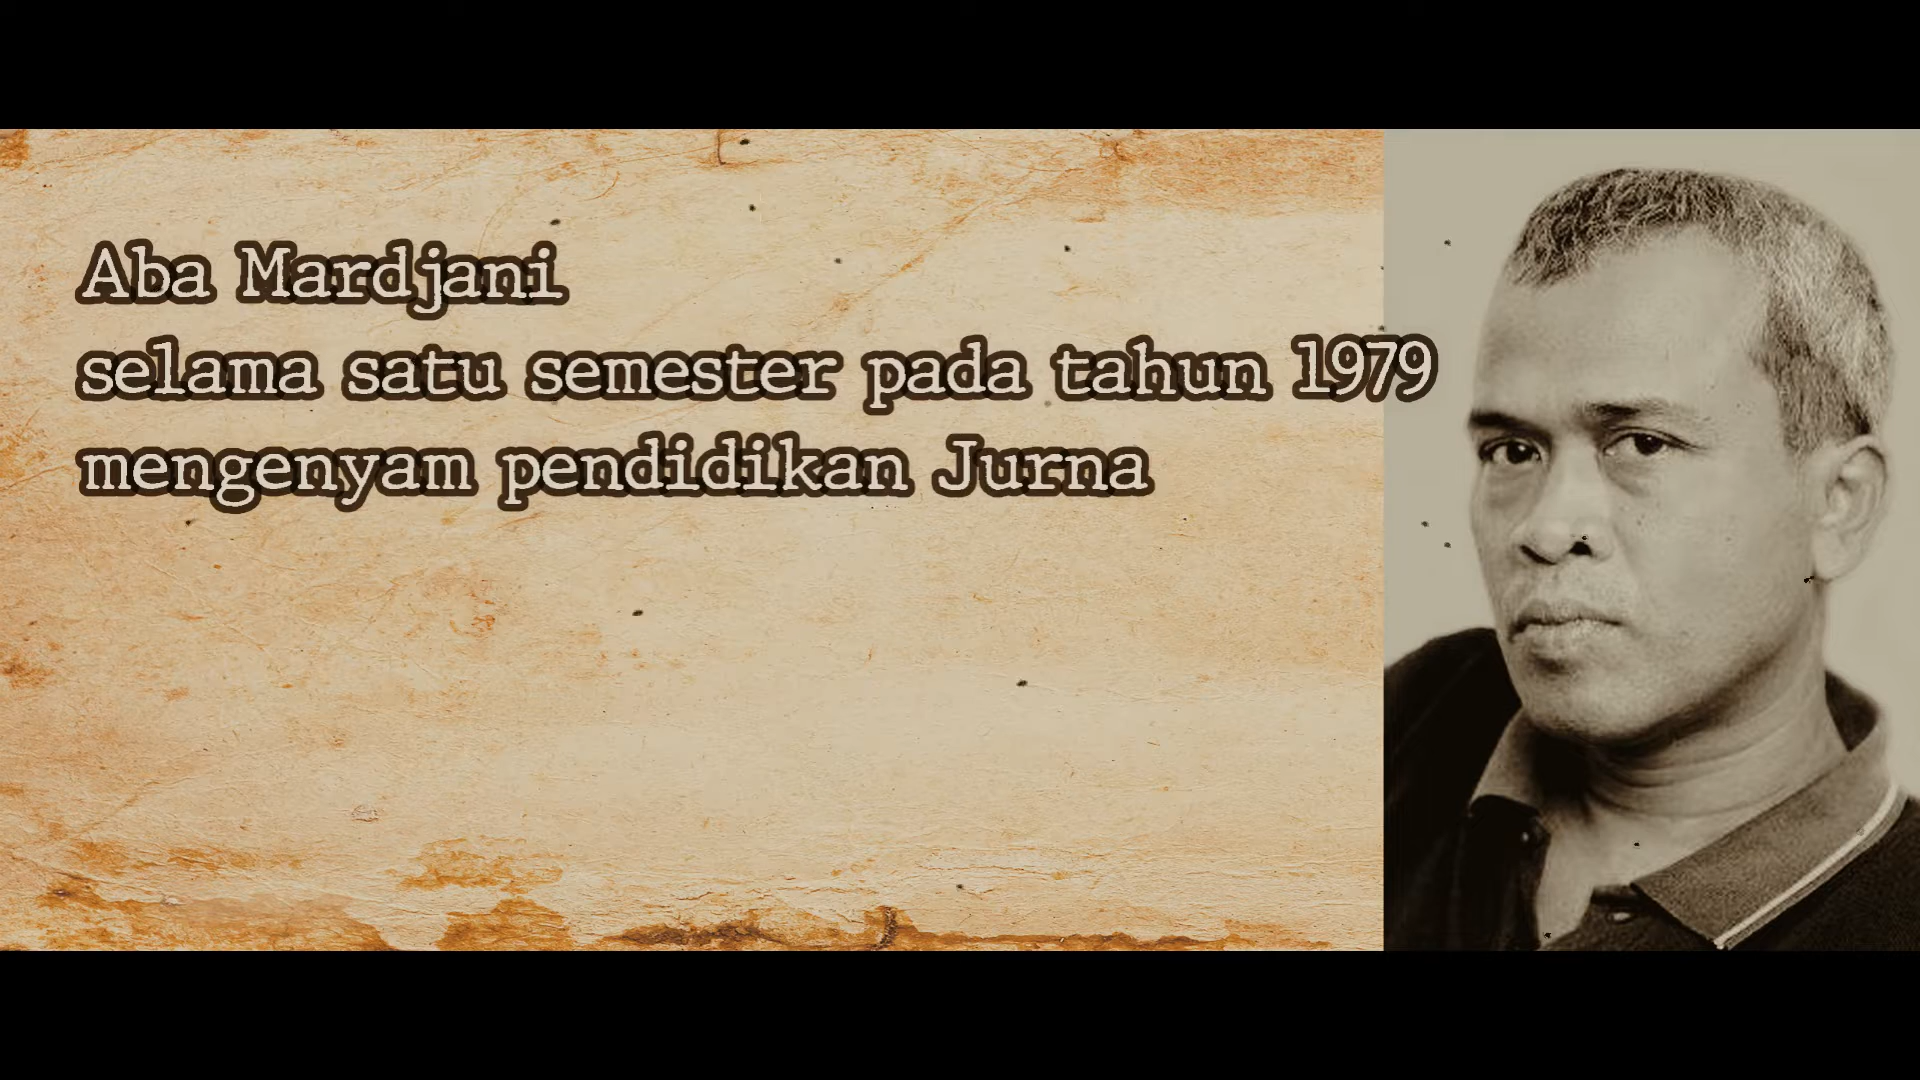 Aba Mardjani
selama satu semester pada tahun 1979
mengenyam pendidikan Jurna